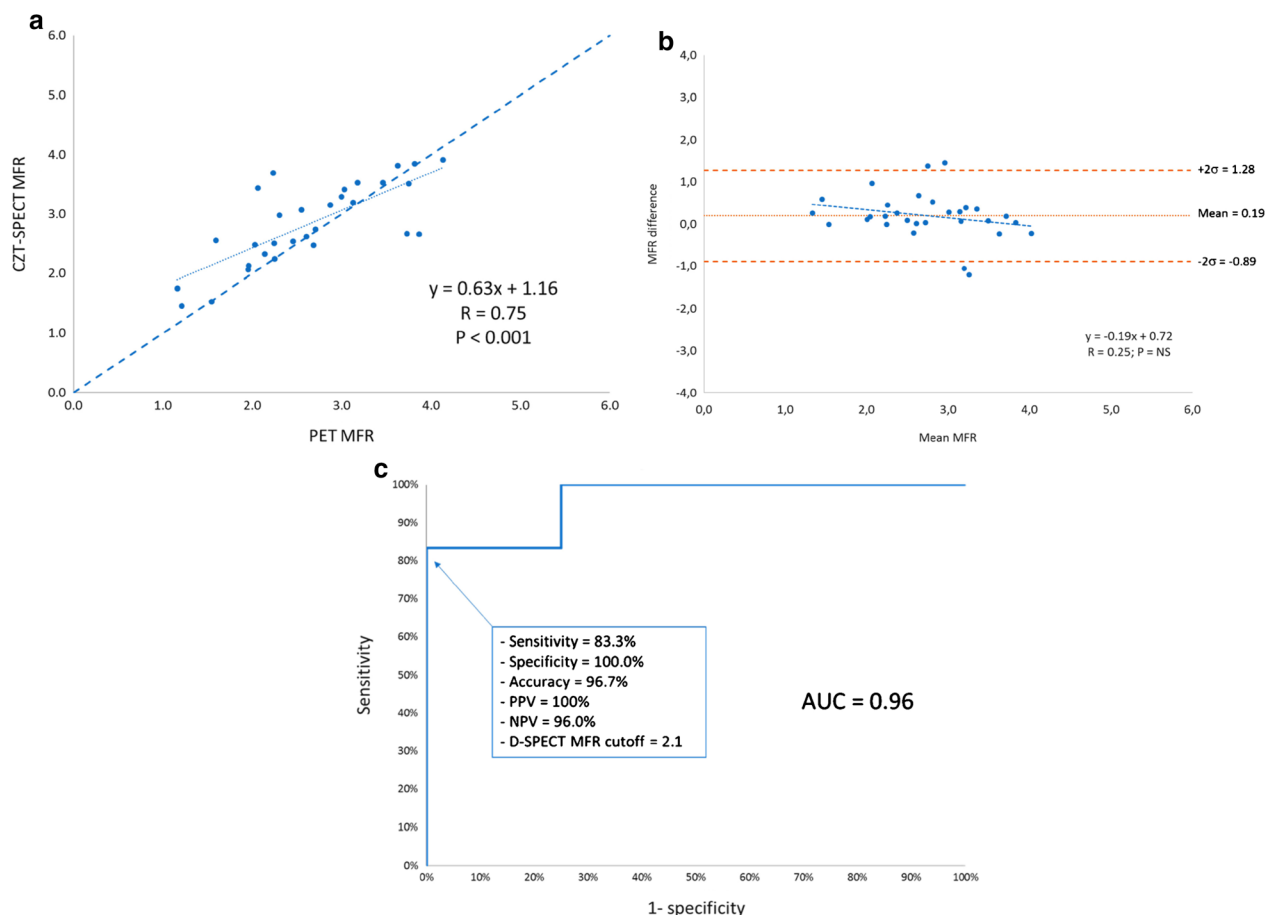 a
6.0
5.0
4.0
3.0
2.0
1.0
0.0
CZT-SPECT MFR
y = 0.63x + 1.16
R = 0.75
P < 0.001
0.0 1.0 2.0 3.0 4.0 5.0 6.0
PET MFR
b
4,0
3,0
2,0
1,0
0,0
-1,0
-2,0
-3,0
-4,0
MFR difference
+2σ = 1.28
Mean = 0.19
-2σ = -0.89
y = -0.19x + 0.72
R = 0.25; P = NS
0,0 1,0 2,0 3,0 4,0 5,0 6,0
Mean MFR
c
100%
90%
80%
70%
60%
50%
40%
30%
20%
10%
0%
Sensitivity
- Sensitivity = 83.3%
- Specificity = 100.0%
- Accuracy = 96.7%
- PPV = 100%
- NPV = 96.0%
- D-SPECT MFR cutoff = 2.1
AUC = 0.96
0% 10% 20% 30% 40% 50% 60% 70% 80% 90% 100%
1- specificity